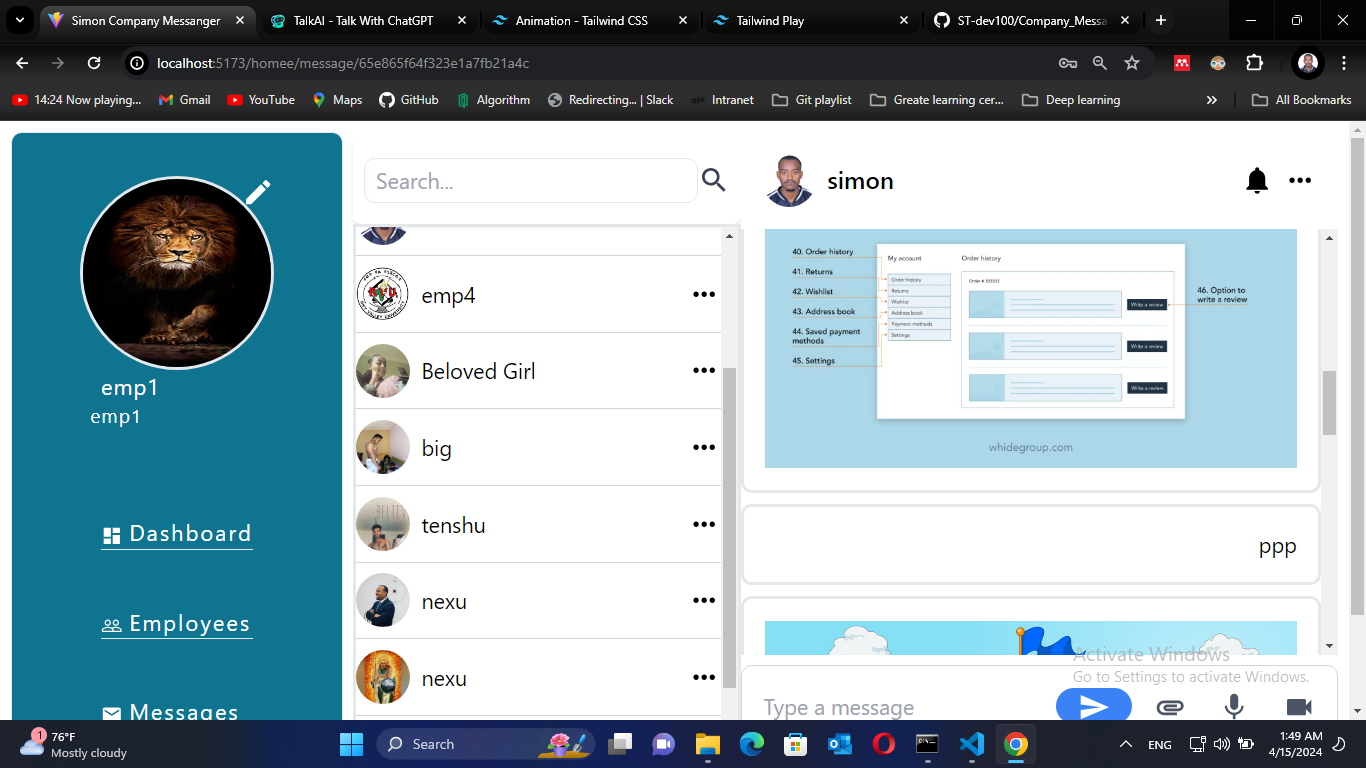 Simon Company Messanger
TalkAI - Talk With ChatGPT
Animation - Tailwind CSS
Tailwind Play
ST-dev100/Company_Messa
localhost:5173/homee/message/65e865f64f323e1a7fb21a4c
14:24 Now playing...
Gmail
YouTube
Maps
GitHub
Algorithm
Redirecting... | Slack
Intranet
Git playlist
Greate learning cer...
Deep learning
All Bookmarks
emp1
emp1
Dashboard
Employees
Messages
Search...
emp4
Beloved Girl
big
tenshu
nexu
nexu
simon
40. Order history
41. Returns
42. Wishlist
43. Address book
44. Saved payment
methods
45. Settings
My account
Order history
Returns
Wishlist
Address book
Payment methods
Settings
Order history
Order # 333333
Write a review
Write a review
Write a review
46. Option to
write a review
whidegroup.com
ppp
Activate Windows
Go to Settings to activate Windows.
Type a message
1
76°F
Mostly cloudy
Search
ENG
1:49 AM
4/15/2024